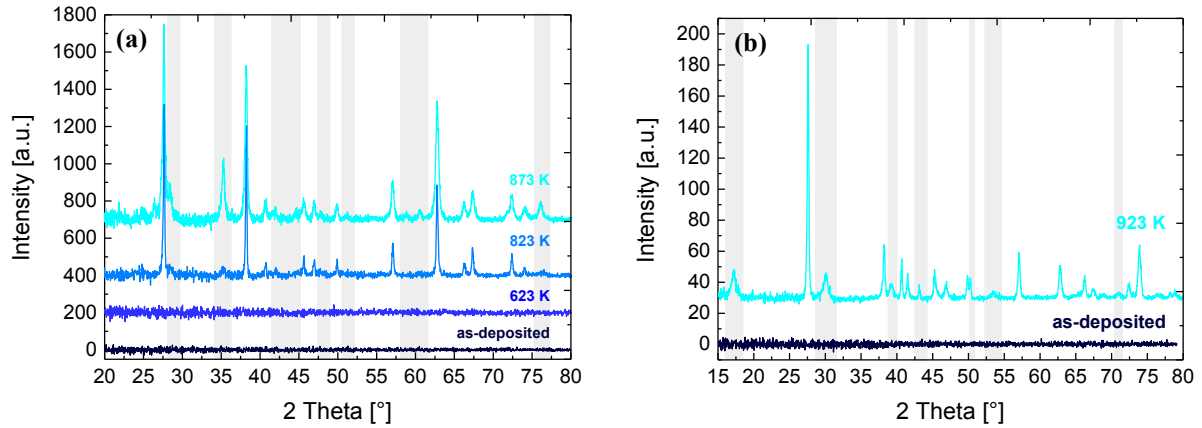 (a)
Intensity [a.u.]
1800
1600
1400
1200
1000
800
600
400
200
0
873 K
823 K
623 K
as-deposited
20 25 30 35 40 45 50 55 60 65 70 75 80
2 Theta [°]
(b)
Intensity [a.u.]
200
180
160
140
120
100
80
60
40
20
0
923 K
as-deposited
15 20 25 30 35 40 45 50 55 60 65 70 75 80
2 Theta [°]